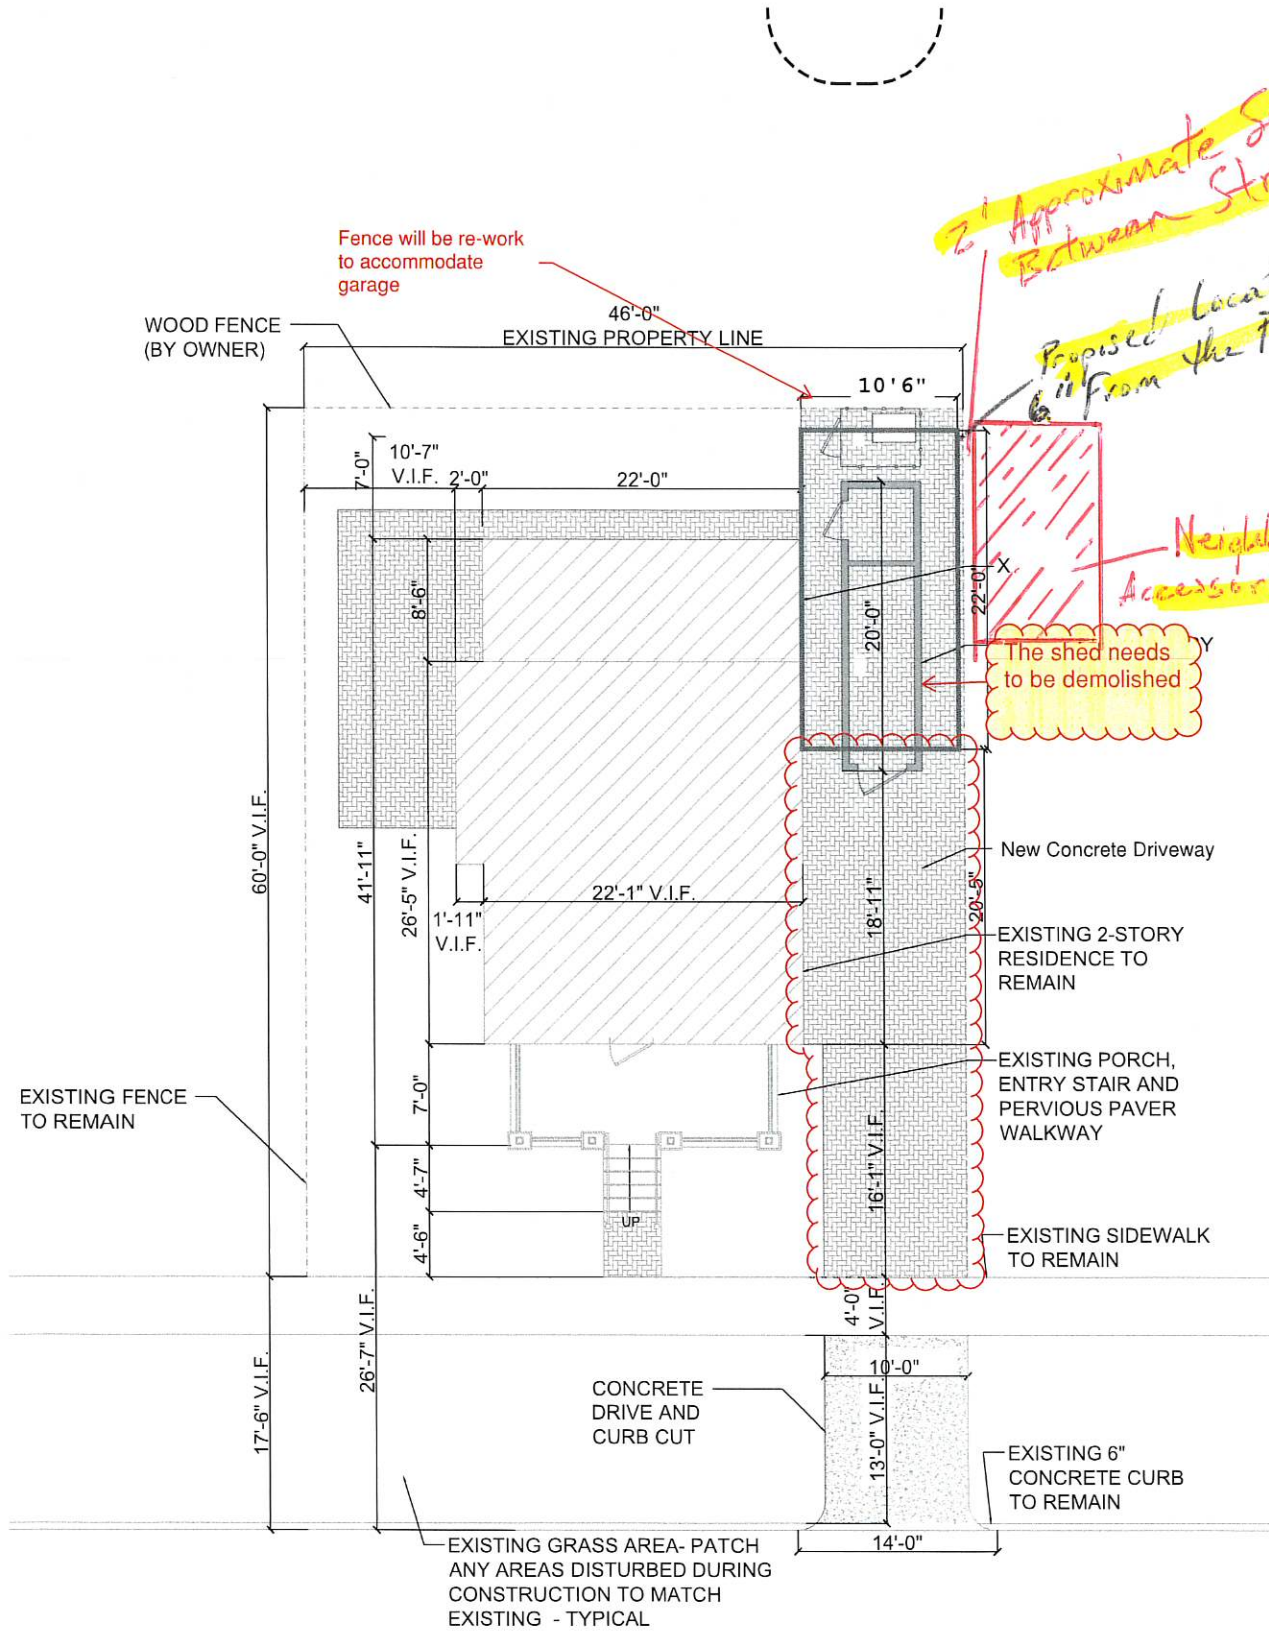 2' Approximate
Between
Fence will be re-work
to accommodate
garage
Proposed
6" From the
46'-0"
EXISTING PROPERTY LINE
WOOD FENCE
(BY OWNER)
10'6"
7'-0"
10'-7"
V.I.F.
2'-0"
22'-0"
8'-6"
20'-0"
X
22'-0"
Y
The shed needs
to be demolished
60'-0" V.I.F.
41'-11"
26'-5" V.I.F.
1'-11"
V.I.F.
22'-1" V.I.F.
18'-11"
20'-5"
New Concrete Driveway
EXISTING 2-STORY
RESIDENCE TO
REMAIN
EXISTING PORCH,
ENTRY STAIR AND
PERVIOUS PAVER
WALKWAY
EXISTING FENCE
TO REMAIN
7'-0"
4'-7"
4'-6"
UP
16'-1" V.I.F.
EXISTING SIDEWALK
TO REMAIN
4'-0"
V.I.F.
17'-6" V.I.F.
26'-7" V.I.F.
10'-0"
13'-0" V.I.F.
CONCRETE
DRIVE AND
CURB CUT
EXISTING 6"
CONCRETE CURB
TO REMAIN
14'-0"
EXISTING GRASS AREA- PATCH
ANY AREAS DISTURBED DURING
CONSTRUCTION TO MATCH
EXISTING - TYPICAL